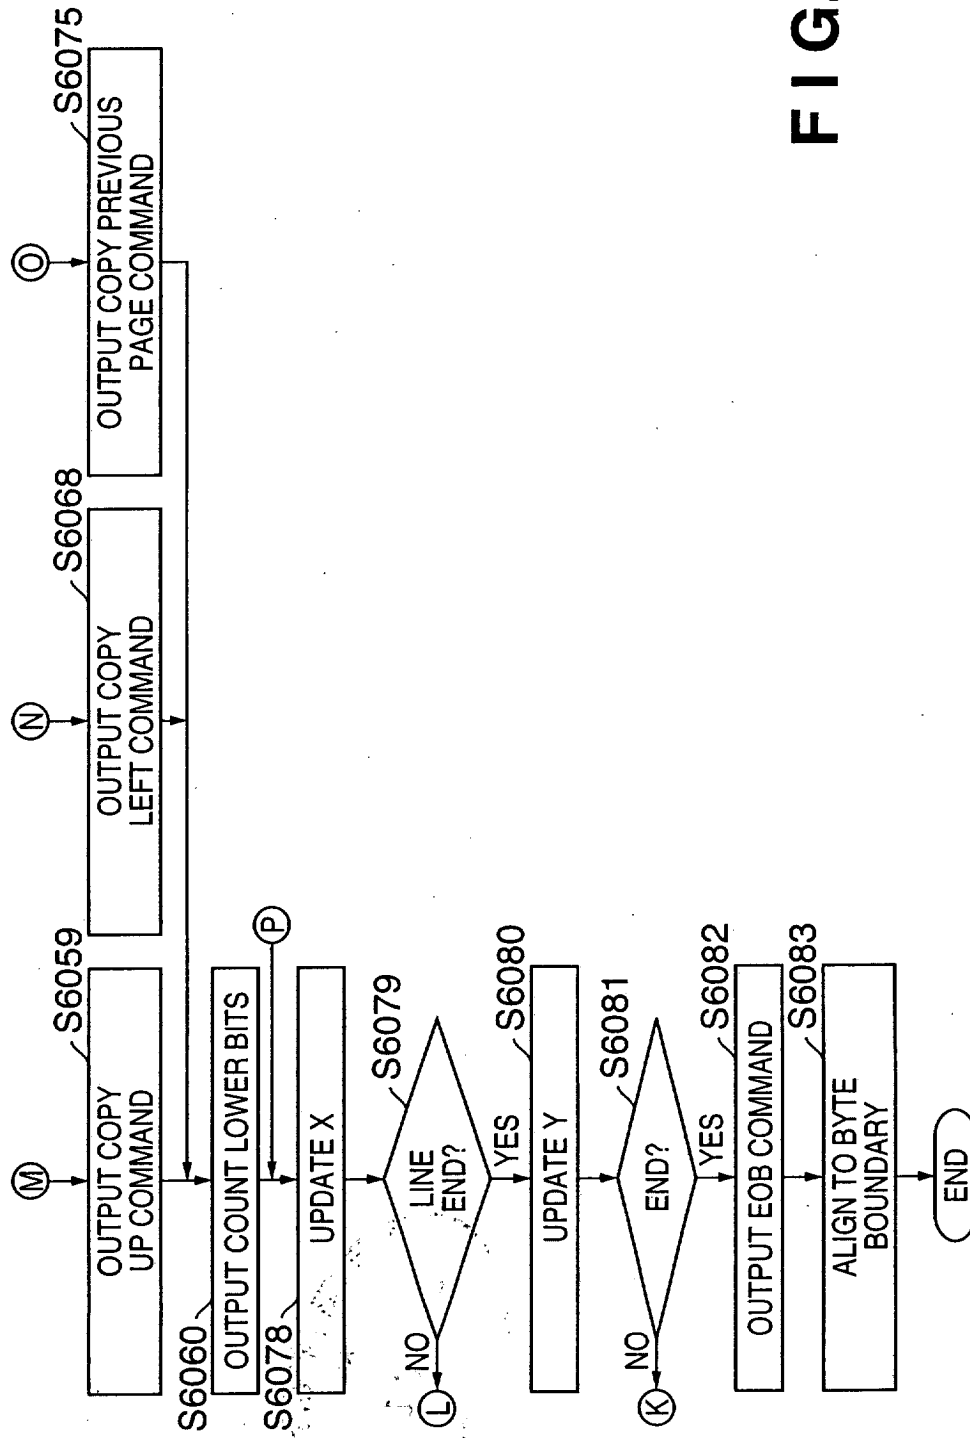 M
N
O
S6059
OUTPUT COPY
UP COMMAND
S6068
OUTPUT COPY
LEFT COMMAND
S6075
OUTPUT COPY PREVIOUS
PAGE COMMAND
S6060
OUTPUT COUNT LOWER BITS
P
S6078
UPDATE X
S6079
LINE
END?
NO
L
YES
S6080
UPDATE Y
S6081
END?
NO
K
YES
S6082
OUTPUT EOB COMMAND
S6083
ALIGN TO BYTE
BOUNDARY
END
FIG.